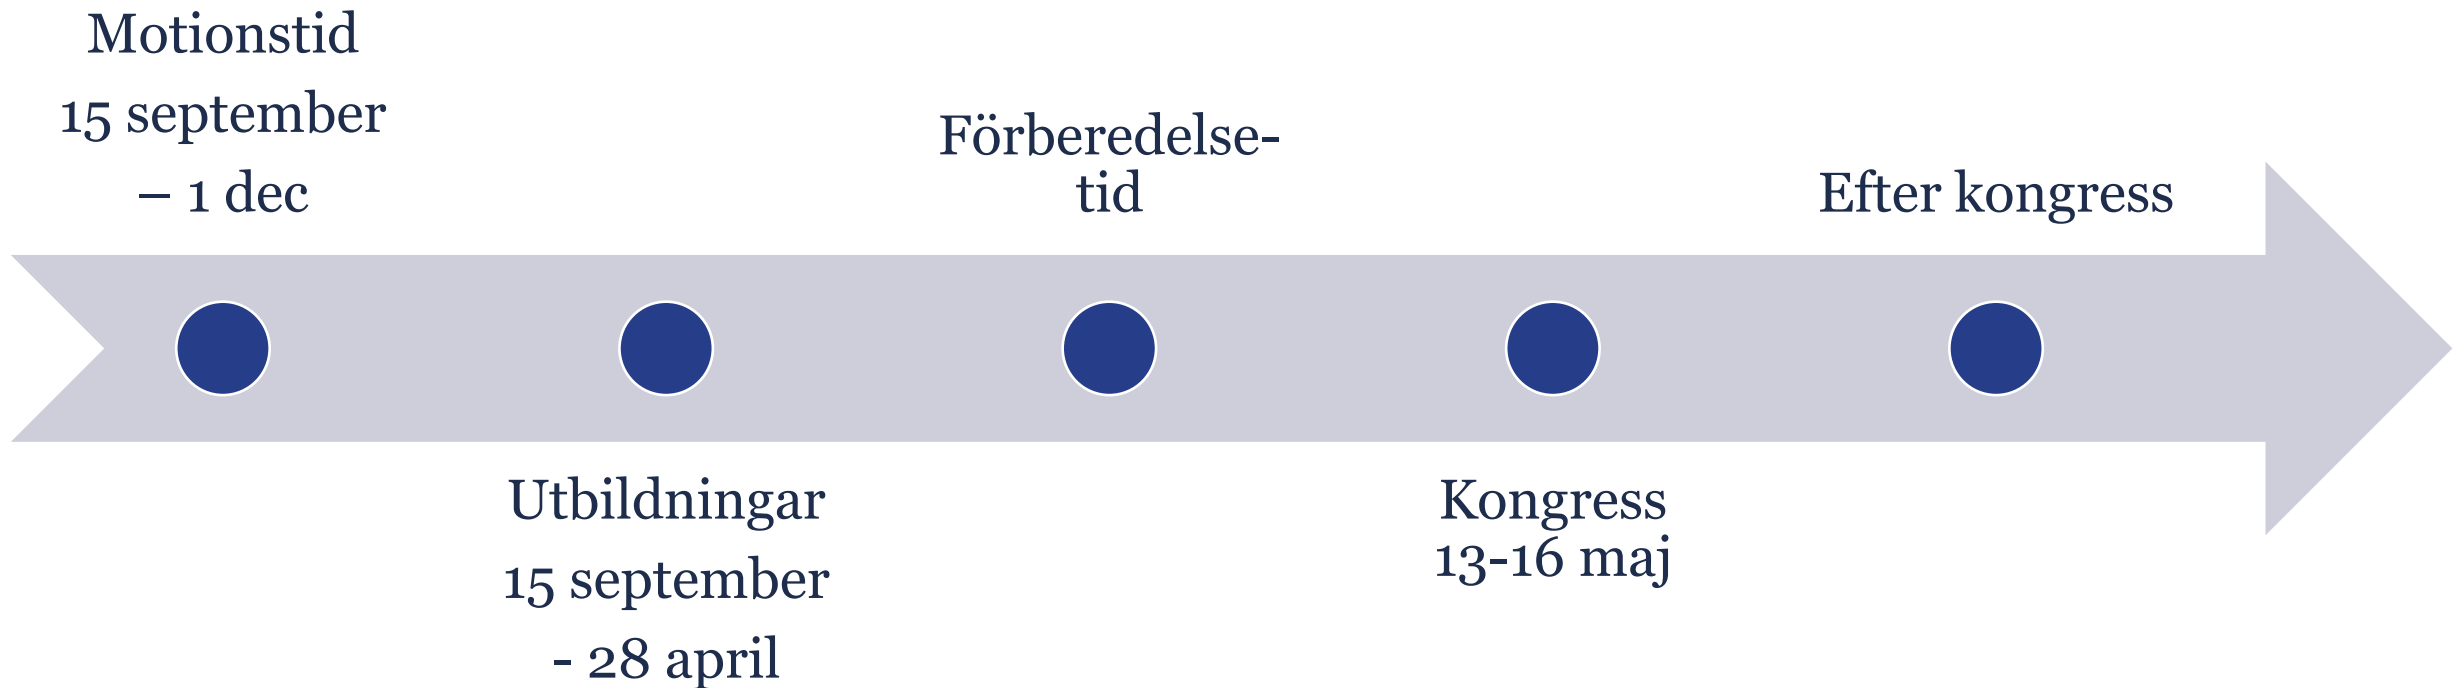 Motionstid
15 september
– 1 dec
Utbildningar
15 september
- 28 april
Förberedelse-
tid
Kongress
13-16 maj
Efter kongress